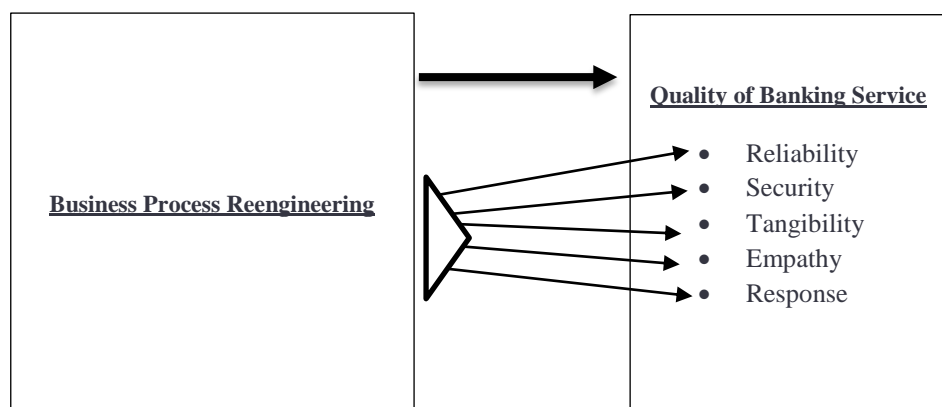 Business Process Reengineering
Quality of Banking Service
• Reliability
• Security
• Tangibility
• Empathy
• Response